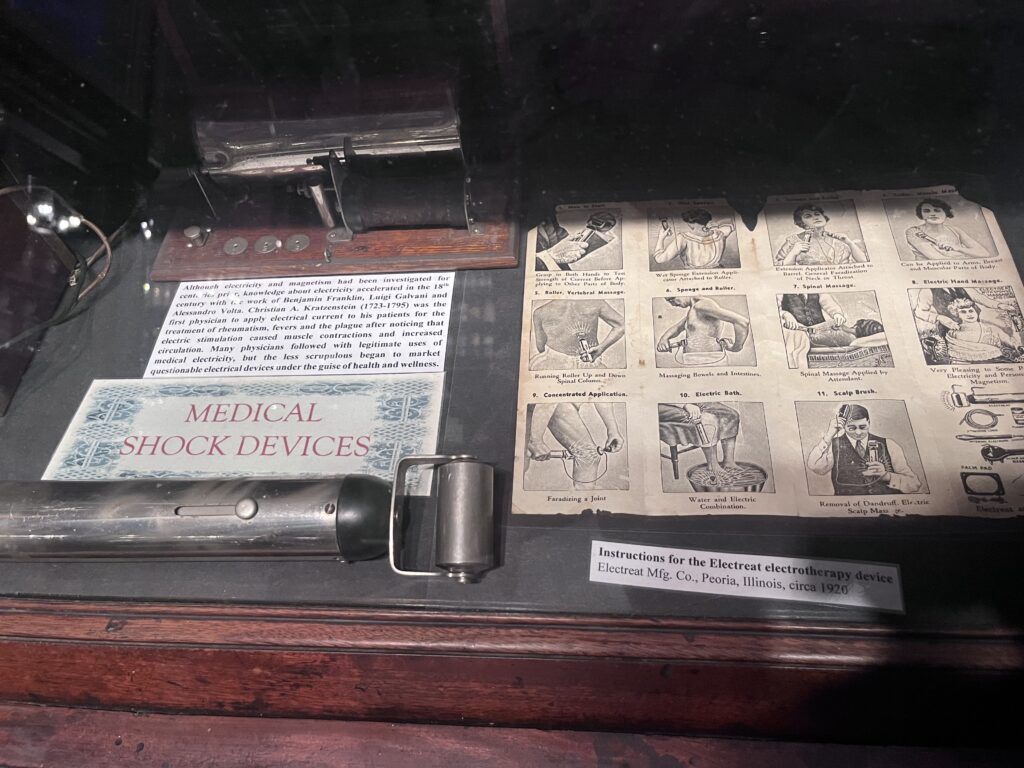 Although electricity and magnetism had been investigated for
cent knowledge about electricity accelerated in the 18th
century with work of Benjamin Franklin, Luigi Galvani and
Alessandro Volta. Christian A. Kratzenstein (1723-1795) was the
first physician to apply electrical current to his patients for the
treatment of rheumatism, fevers and the plague after noticing that
electric stimulation caused muscle contractions and increased
circulation. Many physicians followed with legitimate uses of
medical electricity, but the less scrupulous began to market
questionable electrical devices under the guise of health and wellness.
MEDICAL
SHOCK DEVICES
Grasp in Both Hands to Test
Strength of Current Before Ap-
plying to Other Parts of Body.
Wet Sponge Extension Appli-
cator Attached to Roller.
Extension Applicator Attached to
Barrel. General Faradization
of Neck or Throat.
Can be Applied to Arms, Breast
and Muscular Parts of Body.
5. Roller, Vertebral Massage.
Running Roller Up and Down
Spinal Column.
6. Sponge and Roller.
Massaging Bowels and Intestines.
7. Spinal Massage.
Spinal Massage Applied by
Attendant.
8. Electric Hand Massage.
Very Pleasing to Some P
Electricity and Person
Magnetism.
9. Concentrated Application.
Faradizing a Joint
10. Electric Bath.
Water and Electric
Combination.
11. Scalp Brush.
Removal of Dandruff. Electric
Scalp
PALM PAD
Electreat
Instructions for the Electreat electrotherapy device
Electreat Mfg. Co., Peoria, Illinois, circa 1920